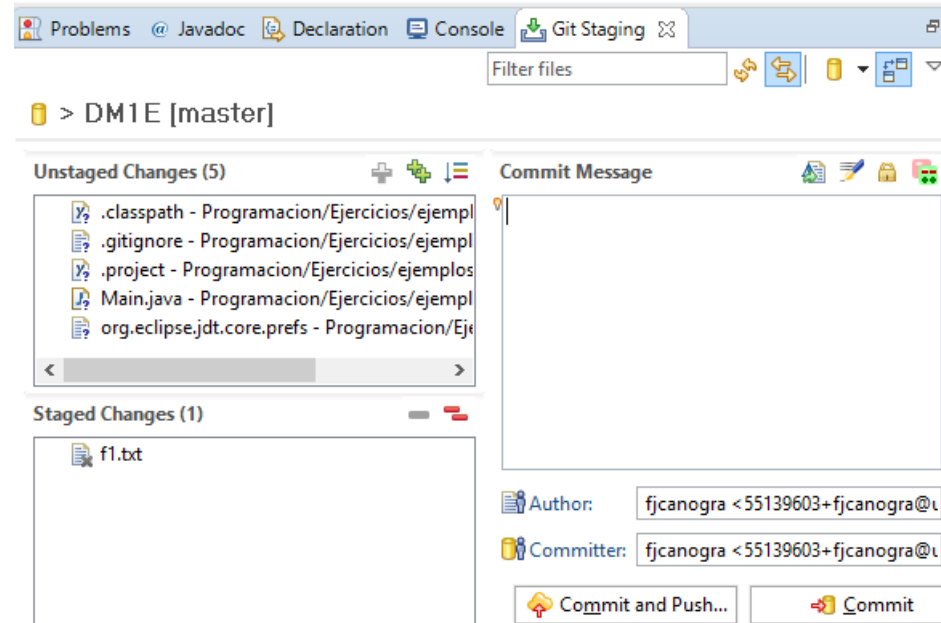 Problems @ Javadoc Declaration Console Git Staging
Filter files
> DM1E [master]
Unstaged Changes (5)
.classpath - Programacion/Ejercicios/ejempl
.gitignore - Programacion/Ejercicios/ejempl
.project - Programacion/Ejercicios/ejemplos
Main.java - Programacion/Ejercicios/ejempl
org.eclipse.jdt.core.prefs - Programacion/Eje
Staged Changes (1)
f1.txt
Commit Message
Author: fjcanogra <55139603+fjcanogra@u
Committer: fjcanogra <55139603+fjcanogra@u
Commit and Push... Commit